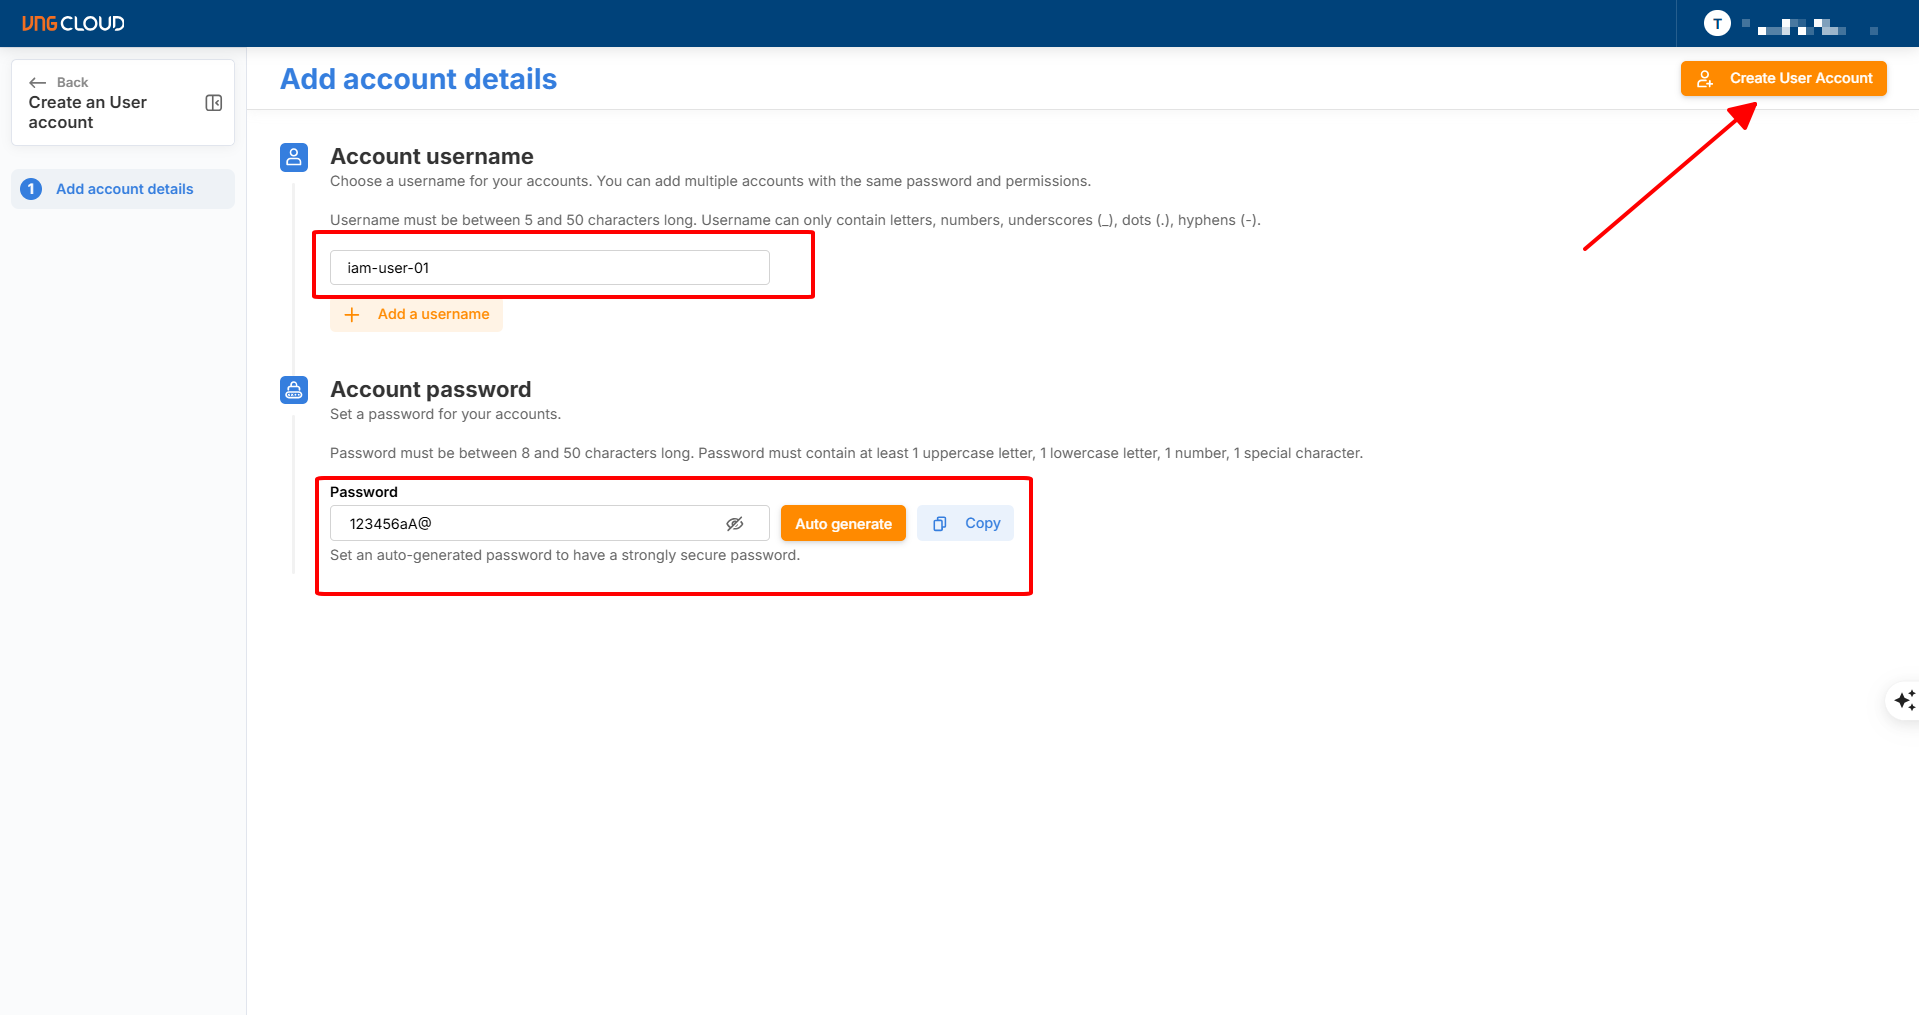 VNG CLOUD
T
Back
Create an User
account
1 Add account details
Add account details
Create User Account
Account username
Choose a username for your accounts. You can add multiple accounts with the same password and permissions.
Username must be between 5 and 50 characters long. Username can only contain letters, numbers, underscores (_), dots (.), hyphens (-).
iam-user-01
Add a username
Account password
Set a password for your accounts.
Password must be between 8 and 50 characters long. Password must contain at least 1 uppercase letter, 1 lowercase letter, 1 number, 1 special character.
Password
123456aA@
Auto generate
Copy
Set an auto-generated password to have a strongly secure password.